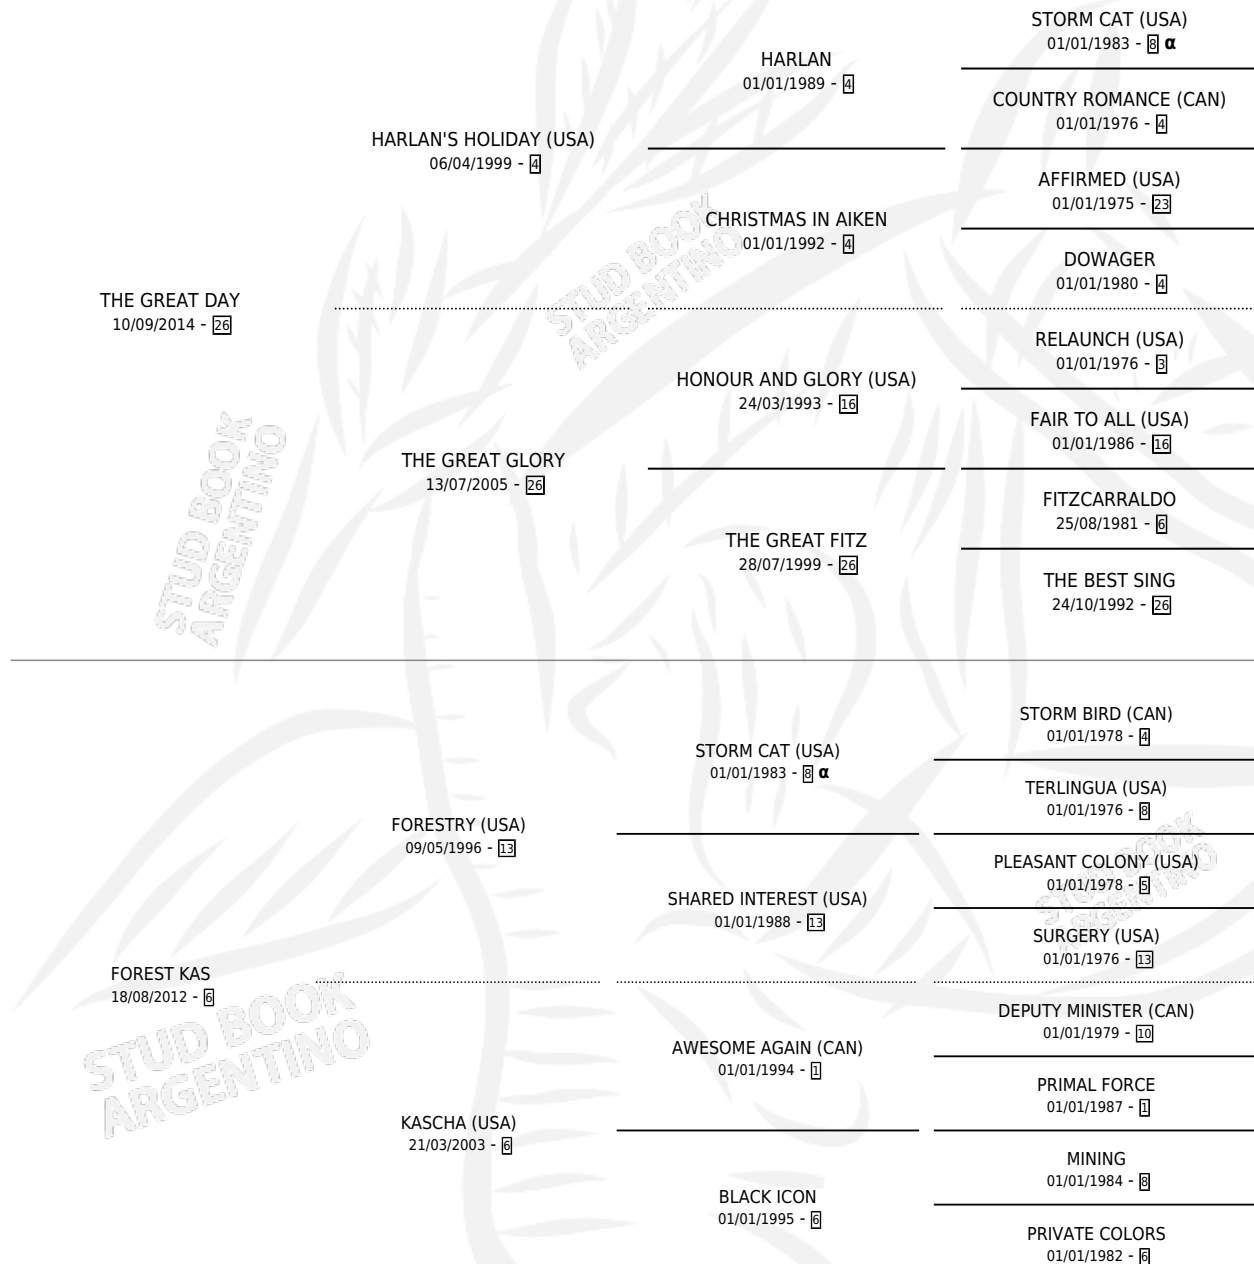 STORM CAT (USA)
01/01/1983 - 8 α
HARLAN
01/01/1989 - 4
COUNTRY ROMANCE (CAN)
01/01/1976 - 4
HARLAN'S HOLIDAY (USA)
06/04/1999 - 4
AFFIRMED (USA)
01/01/1975 - 23
CHRISTMAS IN AIKEN
01/01/1992 - 4
DOWAGER
01/01/1980 - 4
THE GREAT DAY
10/09/2014 - 26
RELAUNCH (USA)
01/01/1976 - 3
HONOUR AND GLORY (USA)
24/03/1993 - 16
FAIR TO ALL (USA)
01/01/1986 - 16
THE GREAT GLORY
13/07/2005 - 26
FITZCARRALDO
25/08/1981 - 6
THE GREAT FITZ
28/07/1999 - 26
THE BEST SING
24/10/1992 - 26
STUD BOOK
ARGENTINO
STUD BOOK
ARGENTINO
STORM BIRD (CAN)
01/01/1978 - 4
STORM CAT (USA)
01/01/1983 - 8 α
TERLINGUA (USA)
01/01/1976 - 8
FORESTRY (USA)
09/05/1996 - 13
PLEASANT COLONY (USA)
01/01/1978 - 5
SHARED INTEREST (USA)
01/01/1988 - 13
SURGERY (USA)
01/01/1976 - 13
FOREST KAS
18/08/2012 - 6
DEPUTY MINISTER (CAN)
01/01/1979 - 10
AWESOME AGAIN (CAN)
01/01/1994 - 1
PRIMAL FORCE
01/01/1987 - 1
KASCHA (USA)
21/03/2003 - 6
MINING
01/01/1984 - 8
BLACK ICON
01/01/1995 - 6
PRIVATE COLORS
01/01/1982 - 6
STUD BOOK
ARGENTINO
STUD BOOK
ARGENTINO